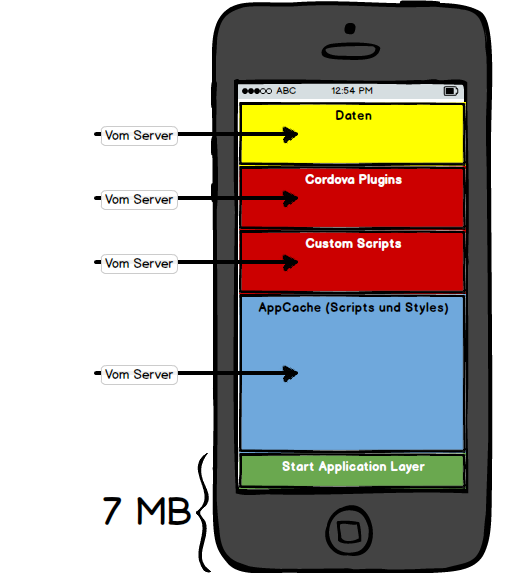 ABC 12:54 PM
Daten
Vom Server
Cordova Plugins
Vom Server
Custom Scripts
Vom Server
AppCache (Scripts und Styles)
Vom Server
Start Application Layer
7 MB